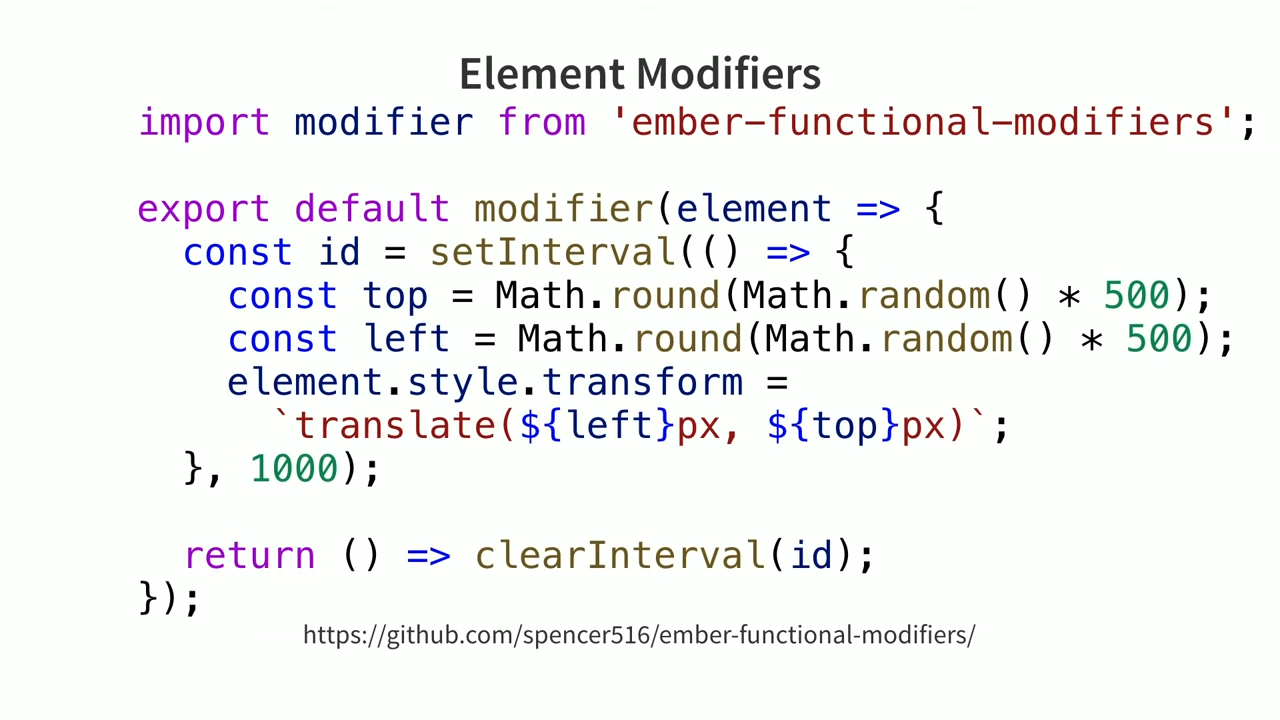 Element Modifiers
import modifier from 'ember-functional-modifiers';
export default modifier(element => {
const id = setInterval(() => {
const top = Math.round(Math.random() * 500);
const left = Math.round(Math.random() * 500);
element.style.transform =
`translate(${left}px, ${top}px)`;
}, 1000);
return () => clearInterval(id);
});
https://github.com/spencer516/ember-functional-modifiers/